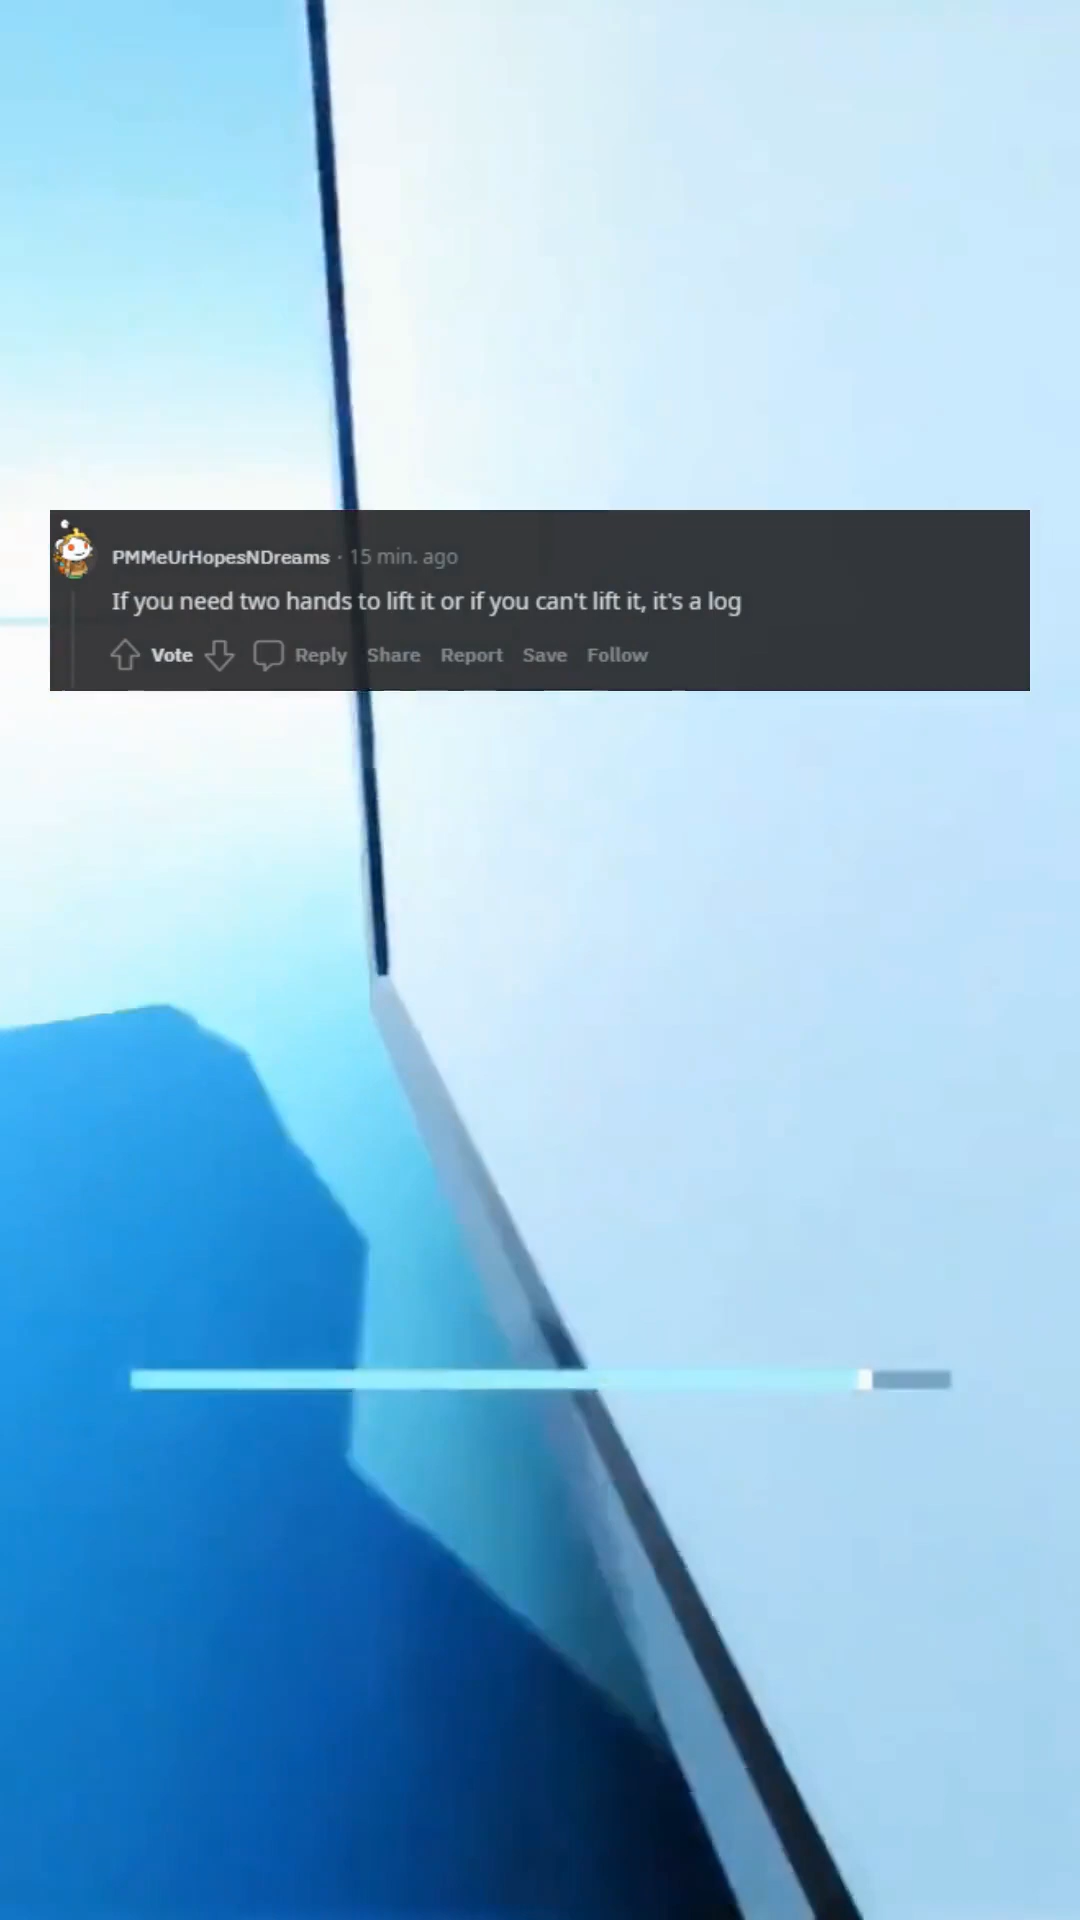 PMMeUrHopesNDreams · 15 min. ago
If you need two hands to lift it or if you can't lift it, it's a log
Vote Reply Share Report Save Follow